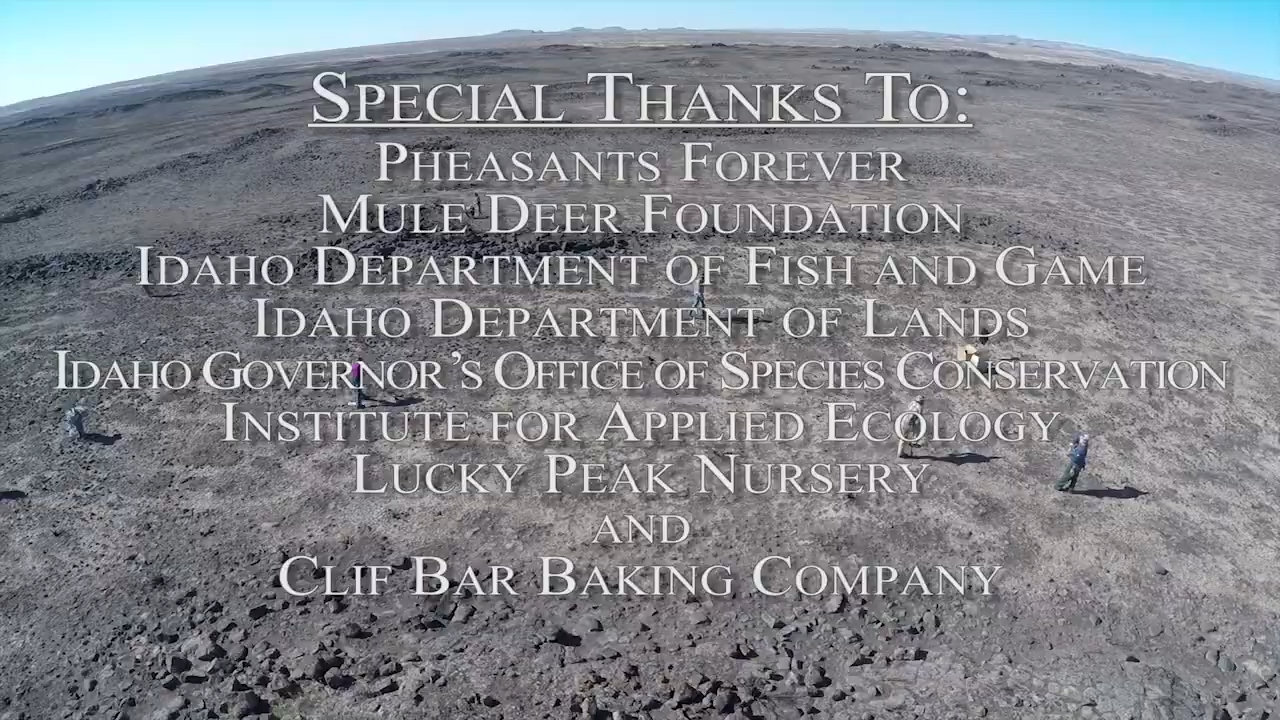 Special Thanks To:
Pheasants Forever
Mule Deer Foundation
Idaho Department of Fish and Game
Idaho Department of Lands
Idaho Governor's Office of Species Conservation
Institute for Applied Ecology
Lucky Peak Nursery
and
Clif Bar Baking Company